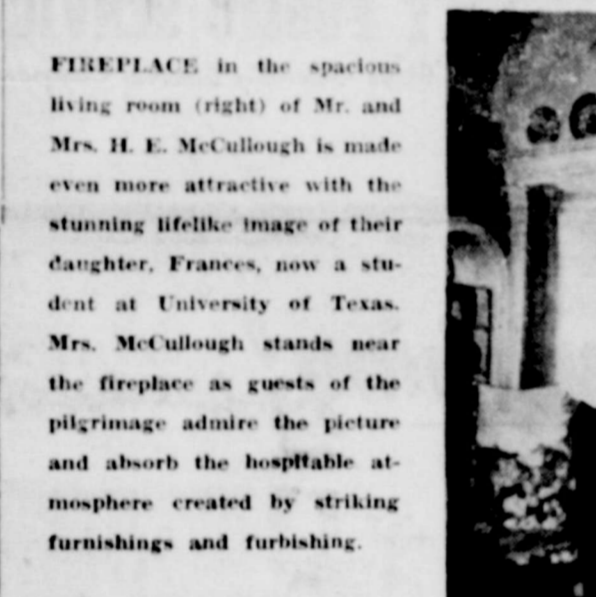 FIREPLACE in the spacious
living room (right) of Mr. and
Mrs. H. E. McCullough is made
even more attractive with the
stunning lifelike image of their
daughter, Frances, now a stu-
dent at University of Texas.
Mrs. McCullough stands near
the fireplace as guests of the
pilgrimage admire the picture
and absorb the hospitable at-
mosphere created by striking
furnishings and furbishing.